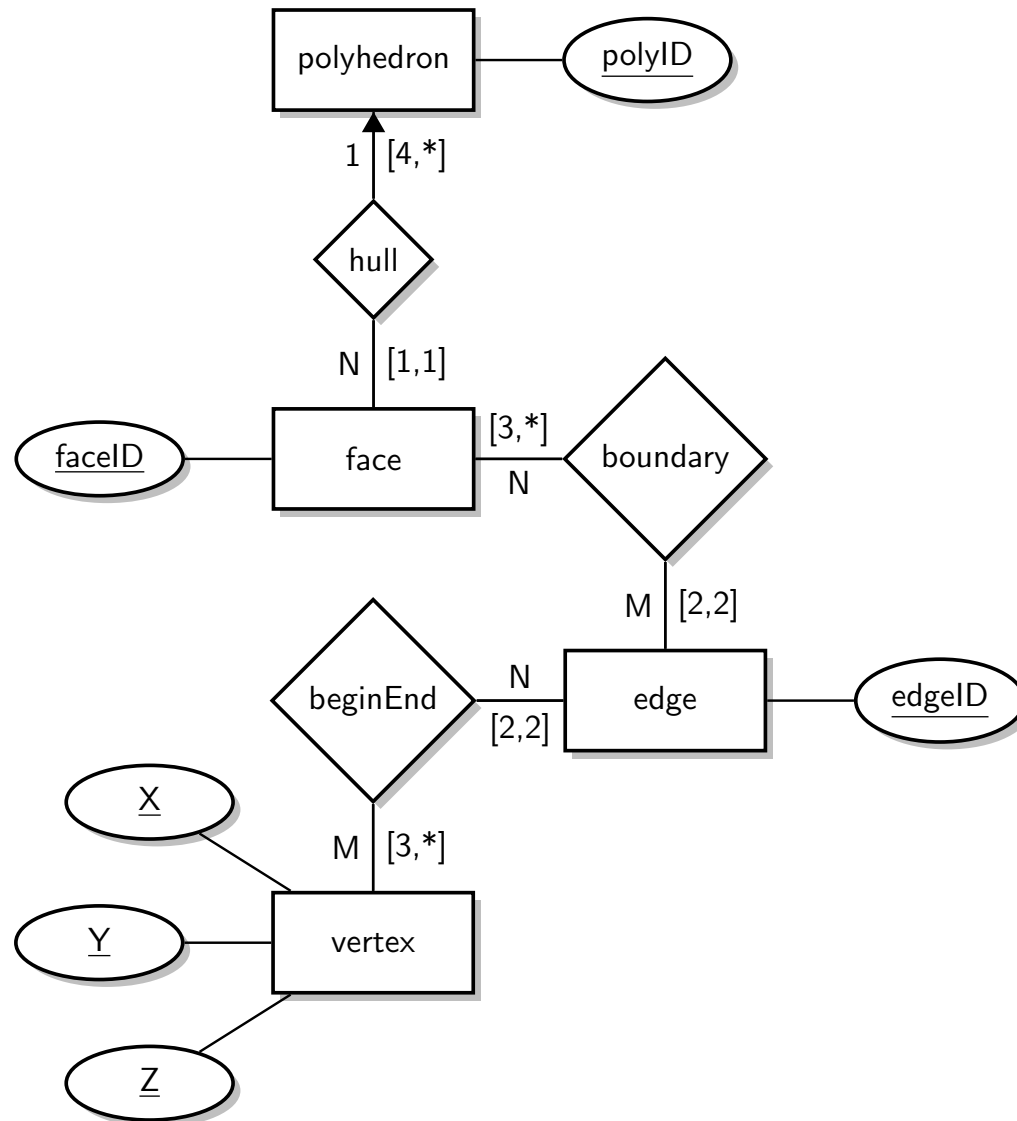 polyhedron polyID
1 [4,*]
hull
N [1,1]
faceID face [3,*] N boundary
M [2,2]
beginEnd N [2,2] edge edgeID
X
M [3,*]
Y vertex
Z